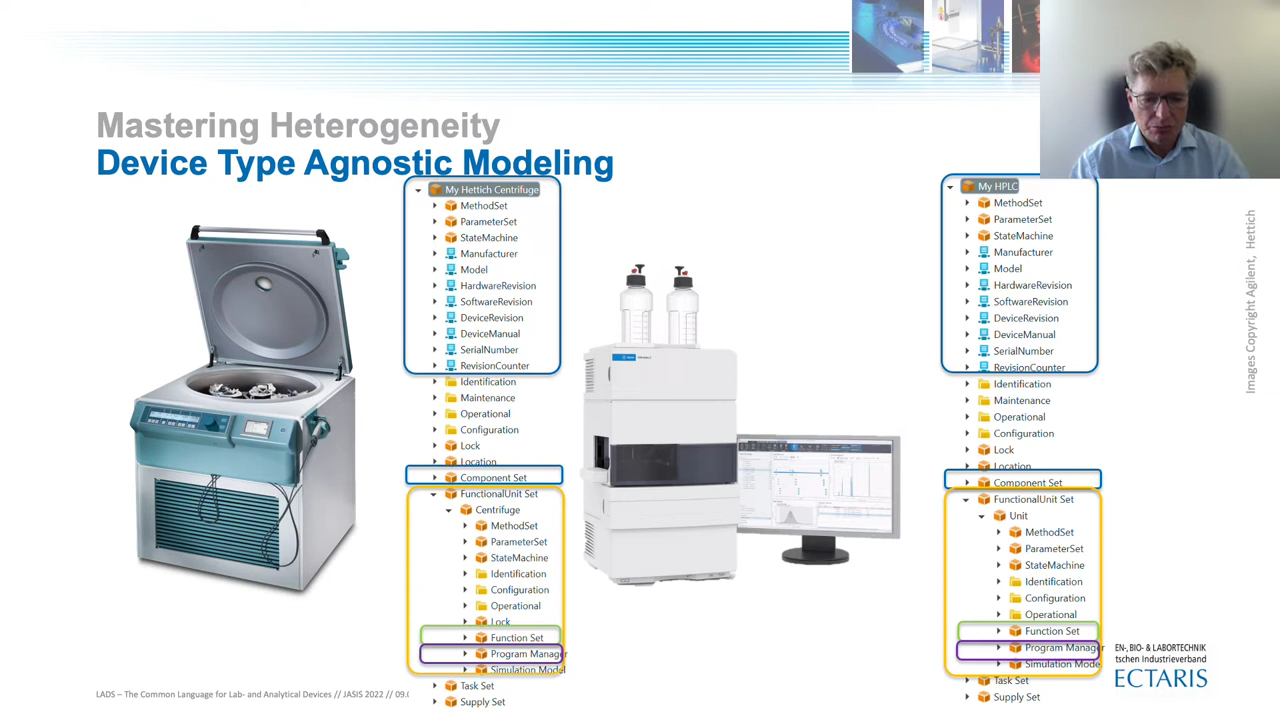 Mastering Heterogeneity
Device Type Agnostic Modeling
My Hettich Centrifuge
MethodSet
ParameterSet
StateMachine
Manufacturer
Model
HardwareRevision
SoftwareRevision
DeviceRevision
DeviceManual
SerialNumber
RevisionCounter
Identification
Maintenance
Operational
Configuration
Lock
Location
Component Set
FunctionalUnit Set
Centrifuge
MethodSet
ParameterSet
StateMachine
Identification
Configuration
Operational
Lock
Function Set
Program Manager
Simulation Model
Task Set
Supply Set
My HPLC
MethodSet
ParameterSet
StateMachine
Manufacturer
Model
HardwareRevision
SoftwareRevision
DeviceRevision
DeviceManual
SerialNumber
RevisionCounter
Identification
Maintenance
Operational
Configuration
Lock
Location
Component Set
FunctionalUnit Set
Unit
MethodSet
ParameterSet
StateMachine
Identification
Configuration
Operational
Function Set
Program Manager
Simulation Mode
Task Set
Supply Set
Images Copyright Agilent, Hettich
EN-, BIO- & LABORTECHNIK
tschen Industrieverband
ECTARIS
LADS – The Common Language for Lab- and Analytical Devices // JASIS 2022 // 09.0